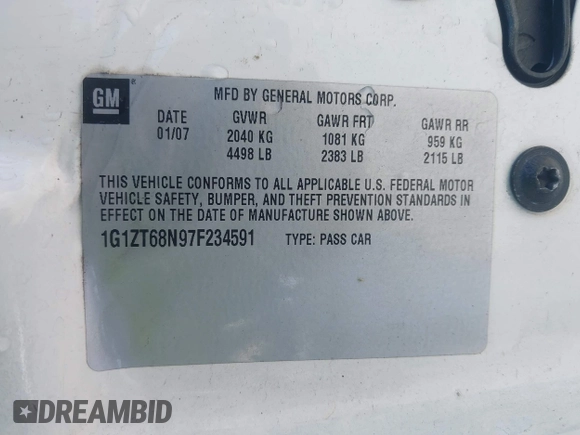 GM
MFD BY GENERAL MOTORS CORP.
DATE GVWR GAWR FRT GAWR RR
01/07 2040 KG 1081 KG 959 KG
4498 LB 2383 LB 2115 LB
THIS VEHICLE CONFORMS TO ALL APPLICABLE U.S. FEDERAL MOTOR
VEHICLE SAFETY, BUMPER, AND THEFT PREVENTION STANDARDS IN
EFFECT ON THE DATE OF MANUFACTURE SHOWN ABOVE.
1G1ZT68N97F234591 TYPE: PASS CAR
DREAMBID